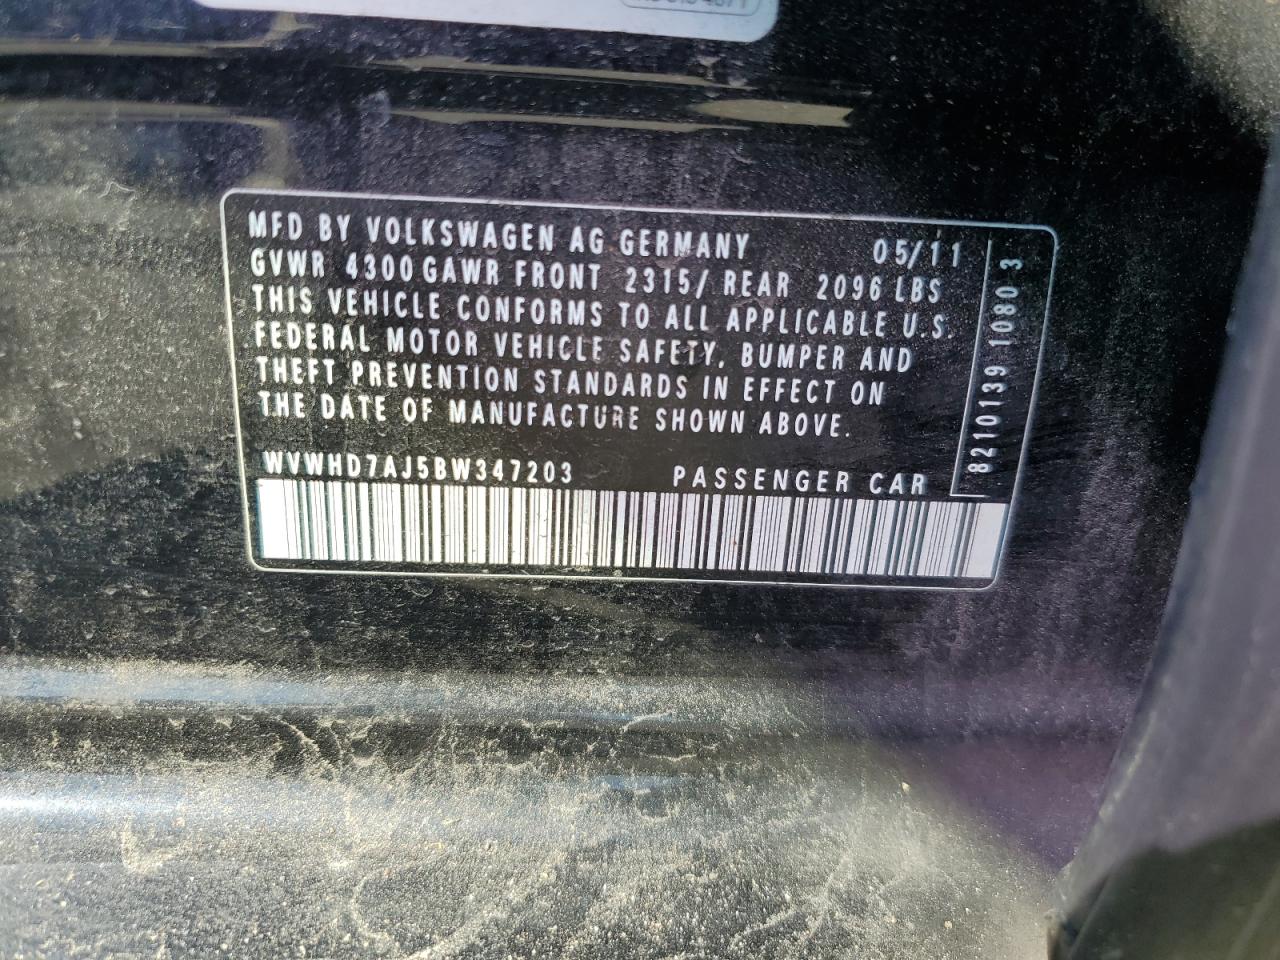 MFD BY VOLKSWAGEN AG GERMANY 05/11
GVWR 4300 GAWR FRONT 2315/ REAR 2096 LBS
THIS VEHICLE CONFORMS TO ALL APPLICABLE U.S.
FEDERAL MOTOR VEHICLE SAFETY, BUMPER AND
THEFT PREVENTION STANDARDS IN EFFECT ON
THE DATE OF MANUFACTURE SHOWN ABOVE.
WVWHD7AJ5BW347203 PASSENGER CAR
8210139 10803